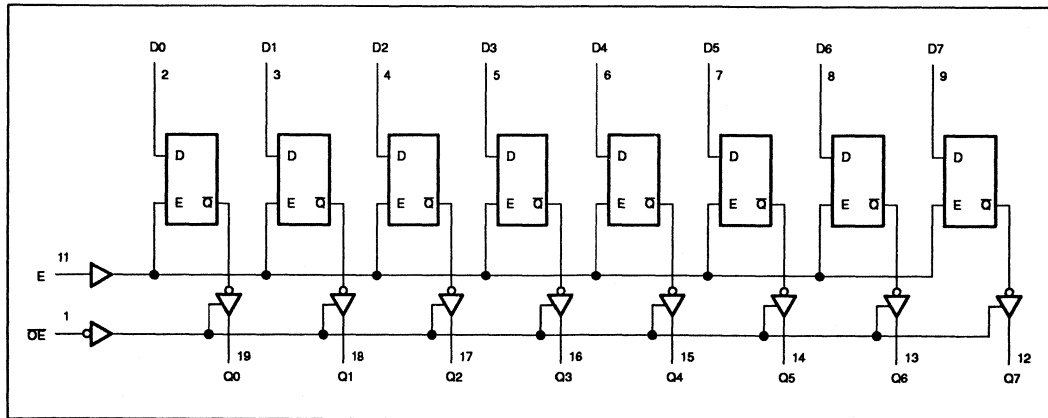 D0 D1 D2 D3 D4 D5 D6 D7
2 3 4 5 6 7 8 9
D D D D D D D D
E Q̅ E Q̅ E Q̅ E Q̅ E Q̅ E Q̅ E Q̅ E Q̅
11
E
1
O̅E̅
19 18 17 16 15 14 13 12
Q0 Q1 Q2 Q3 Q4 Q5 Q6 Q7